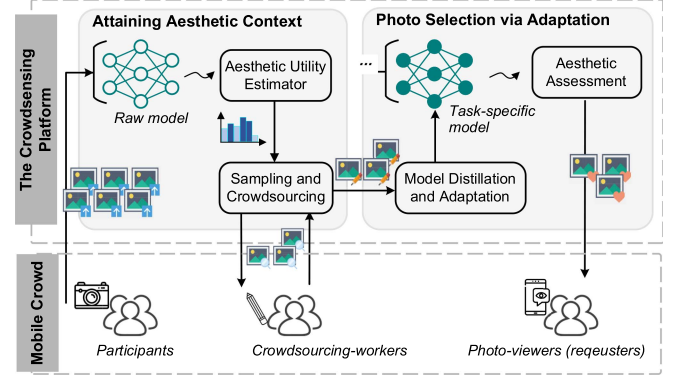 The Crowdsensing
Platform
Attaining Aesthetic Context
Raw model
Aesthetic Utility
Estimator
Sampling and
Crowdsourcing
Photo Selection via Adaptation
...
Task-specific
model
Aesthetic
Assessment
Model Distillation
and Adaptation
Mobile Crowd
Participants
Crowdsourcing-workers
Photo-viewers (reqeusters)